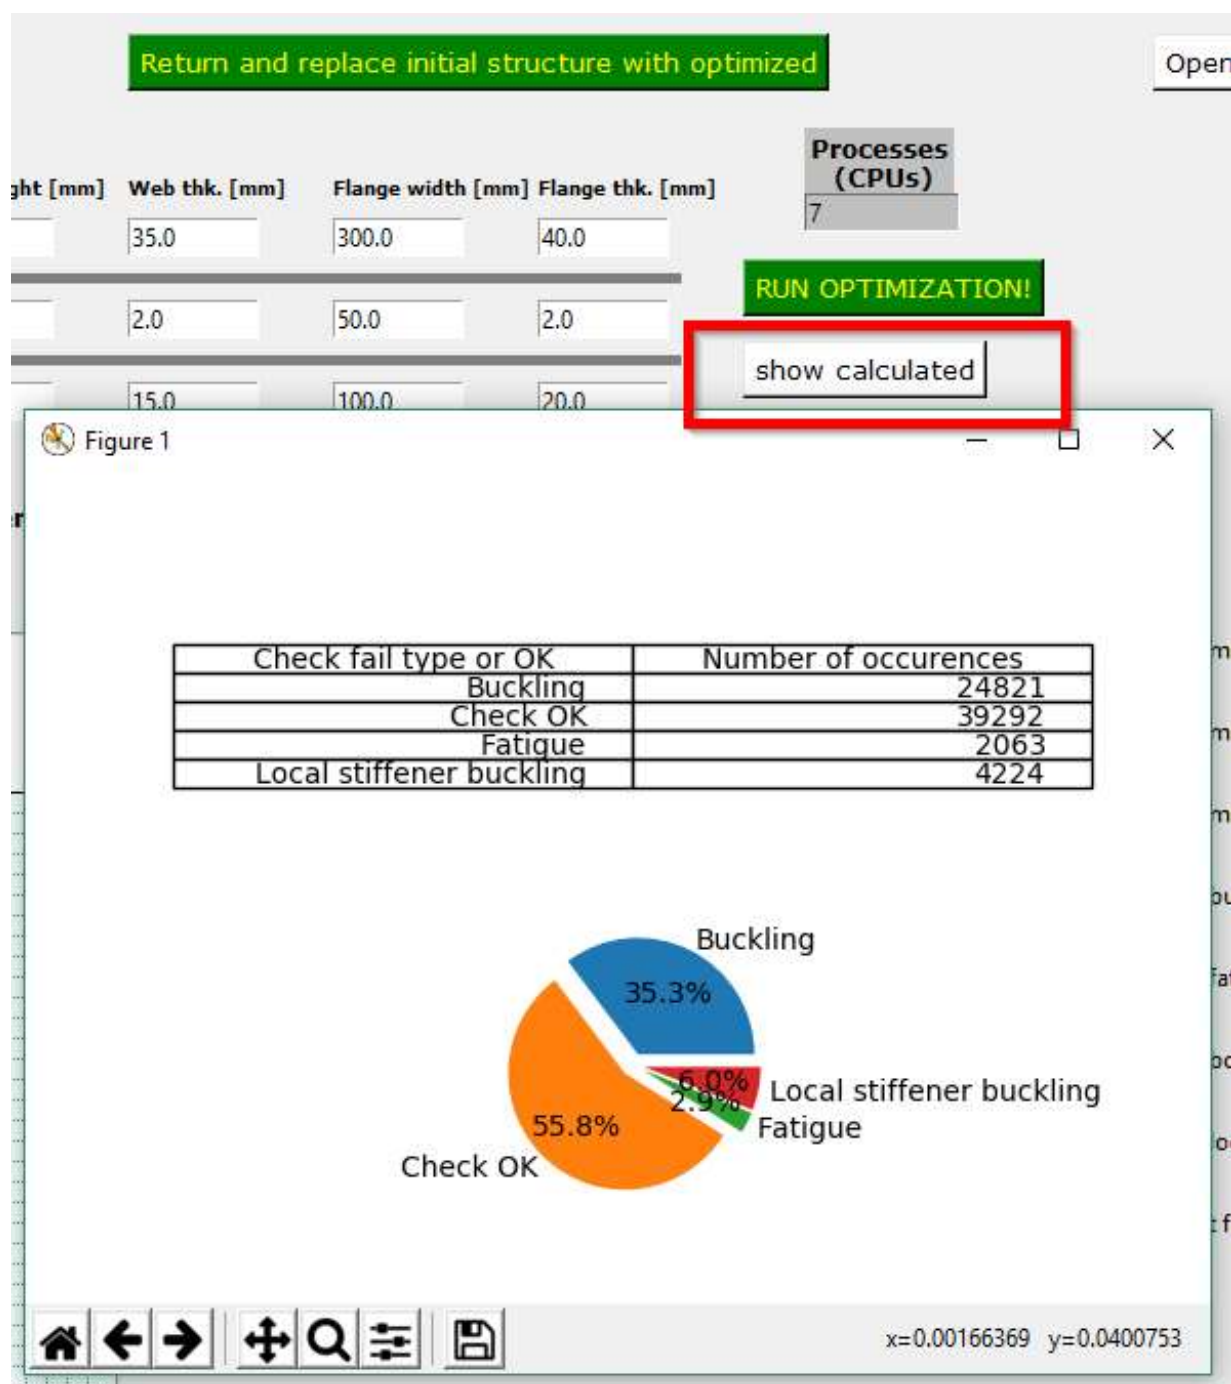 Return and replace initial structure with optimized
Open
Processes
(CPUs)
ght [mm] Web thk. [mm] Flange width [mm] Flange thk. [mm]
7
35.0 300.0 40.0
RUN OPTIMIZATION!
2.0 50.0 2.0
show calculated
15.0 100.0 20.0
Figure 1
Check fail type or OK Number of occurences
Buckling 24821
Check OK 39292
Fatigue 2063
Local stiffener buckling 4224
Buckling
35.3%
6.0%
Local stiffener buckling
2.9%
55.8%
Fatigue
Check OK
x=0.00166369 y=0.0400753